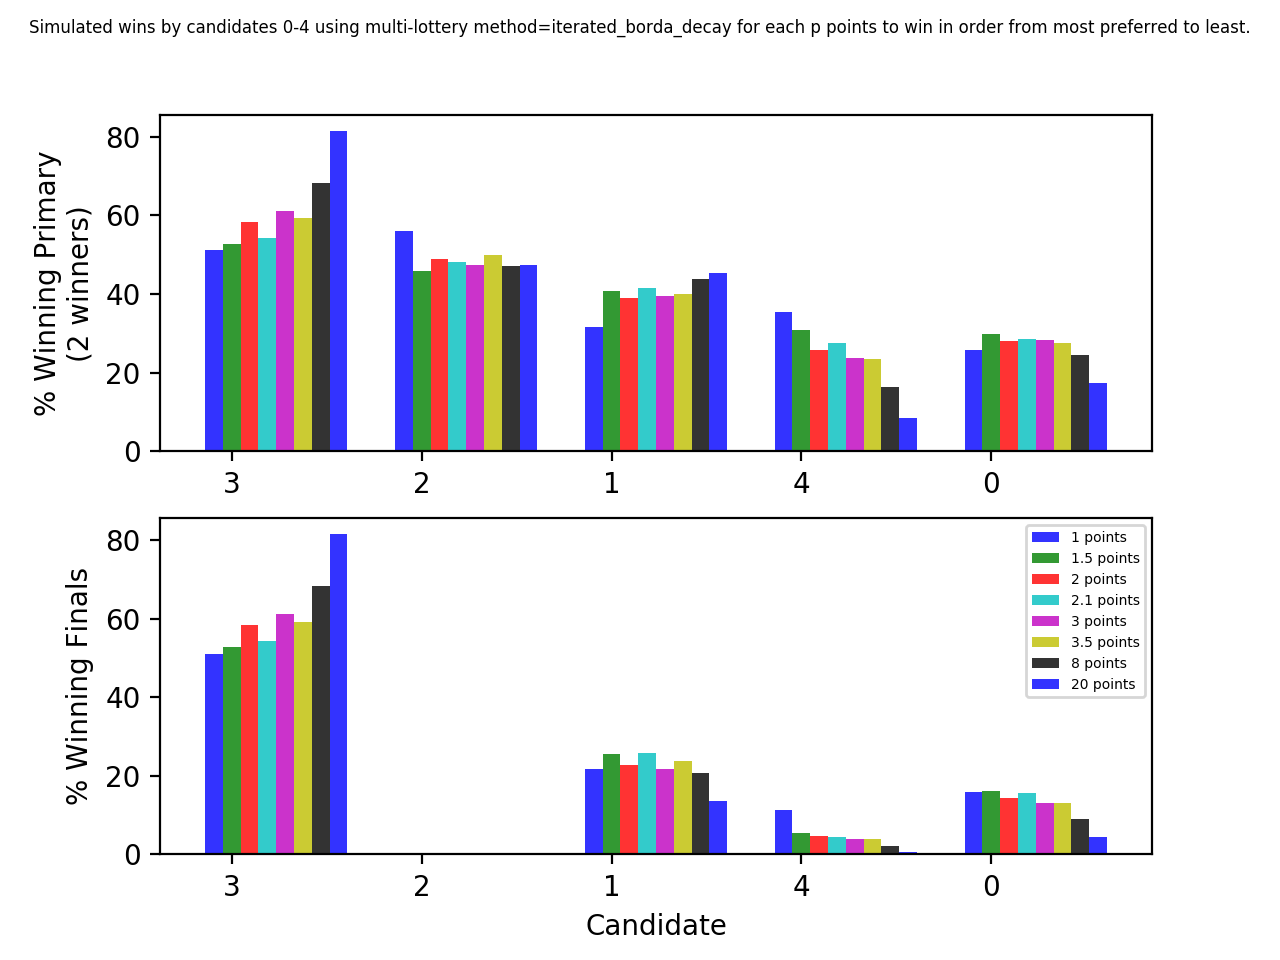 Simulated wins by candidates 0-4 using multi-lottery method=iterated_borda_decay for each p points to win in order from most preferred to least.
% Winning Primary
(2 winners)
80
60
40
20
0
3 2 1 4 0
% Winning Finals
80
60
40
20
0
1 points
1.5 points
2 points
2.1 points
3 points
3.5 points
8 points
20 points
3 2 1 4 0
Candidate